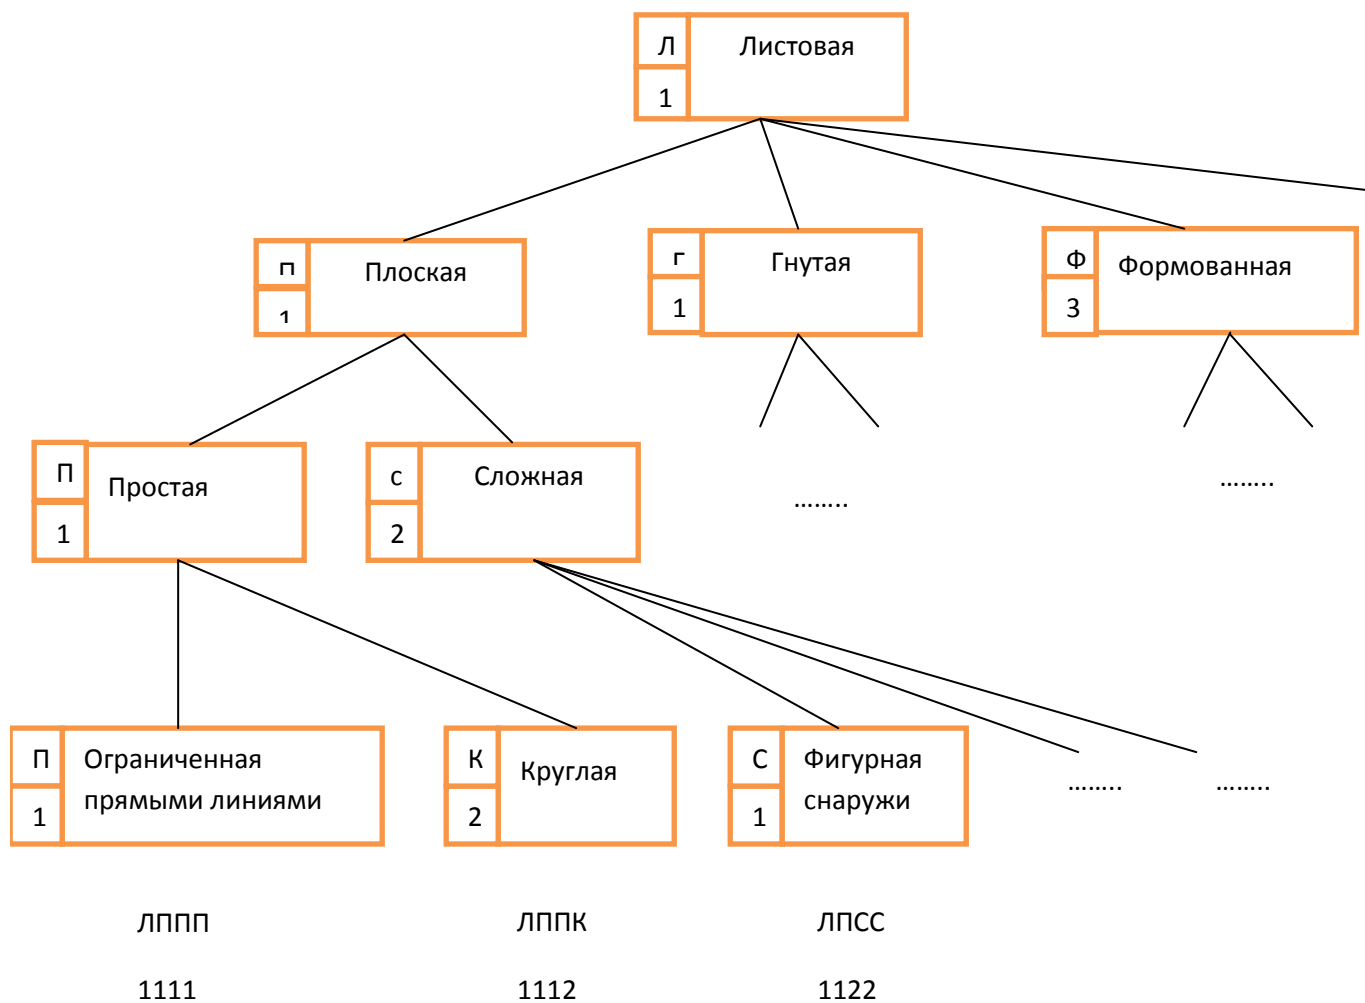 Л
Листовая
1
п
Плоская
1
г
Гнутая
1
Ф
Формованная
3
П
Простая
1
с
Сложная
2
……..
……..
П
Ограниченная
прямыми линиями
1
К
Круглая
2
С
Фигурная
снаружи
1
……..
……..
ЛППП
ЛППК
ЛПСС
1111
1112
1122